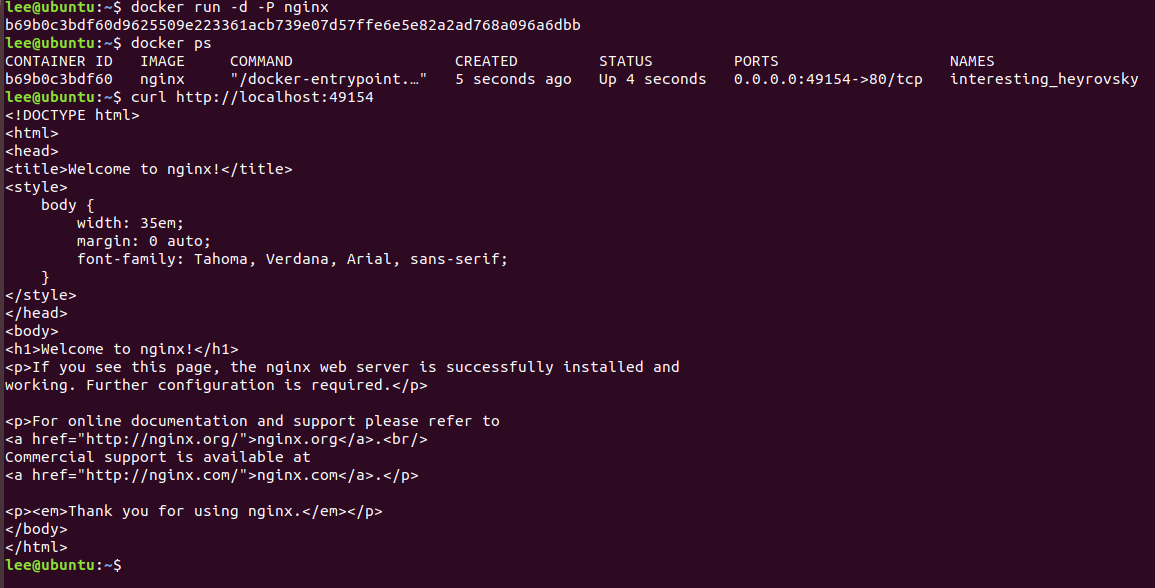 lee@ubuntu:~$ docker run -d -P nginx
b69b0c3bdf60d9625509e223361acb739e07d57ffe6e5e82a2ad768a096a6dbb
lee@ubuntu:~$ docker ps
CONTAINER ID   IMAGE     COMMAND                  CREATED         STATUS         PORTS                   NAMES
b69b0c3bdf60   nginx     "/docker-entrypoint.…"   5 seconds ago   Up 4 seconds   0.0.0.0:49154->80/tcp   interesting_heyrovsky
lee@ubuntu:~$ curl http://localhost:49154
<!DOCTYPE html>
<html>
<head>
<title>Welcome to nginx!</title>
<style>
    body {
        width: 35em;
        margin: 0 auto;
        font-family: Tahoma, Verdana, Arial, sans-serif;
    }
</style>
</head>
<body>
<h1>Welcome to nginx!</h1>
<p>If you see this page, the nginx web server is successfully installed and
working. Further configuration is required.</p>

<p>For online documentation and support please refer to
<a href="http://nginx.org/">nginx.org</a>.<br/>
Commercial support is available at
<a href="http://nginx.com/">nginx.com</a>.</p>

<p><em>Thank you for using nginx.</em></p>
</body>
</html>
lee@ubuntu:~$